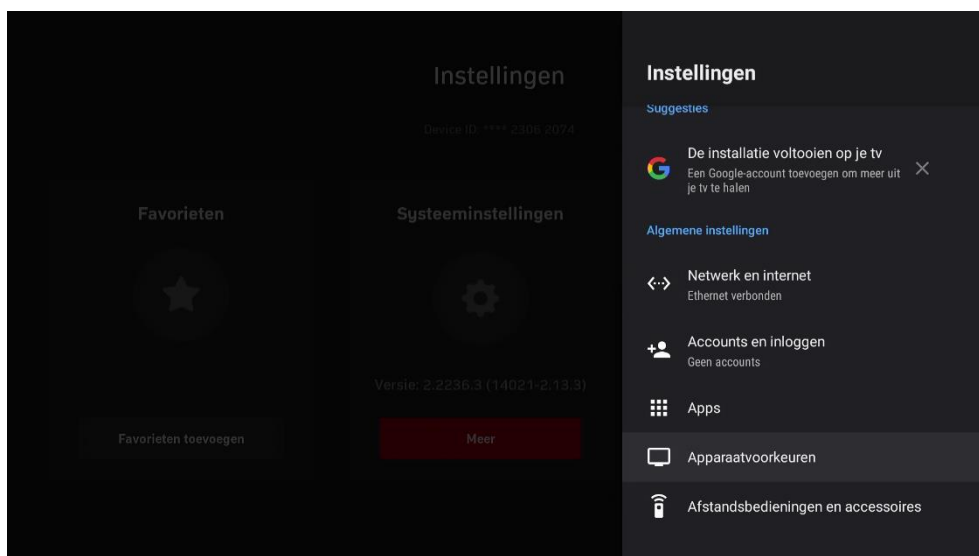 Instellingen
Device ID: **** 2306 2074
Favorieten
Systeeminstellingen
Versie: 2.2236.3 (14021-2.13.3)
Favorieten toevoegen
Meer
Instellingen
Suggesties
De installatie voltooien op je tv
Een Google-account toevoegen om meer uit
je tv te halen
Algemene instellingen
Netwerk en internet
Ethernet verbonden
Accounts en inloggen
Geen accounts
Apps
Apparaatvoorkeuren
Afstandsbedieningen en accessoires